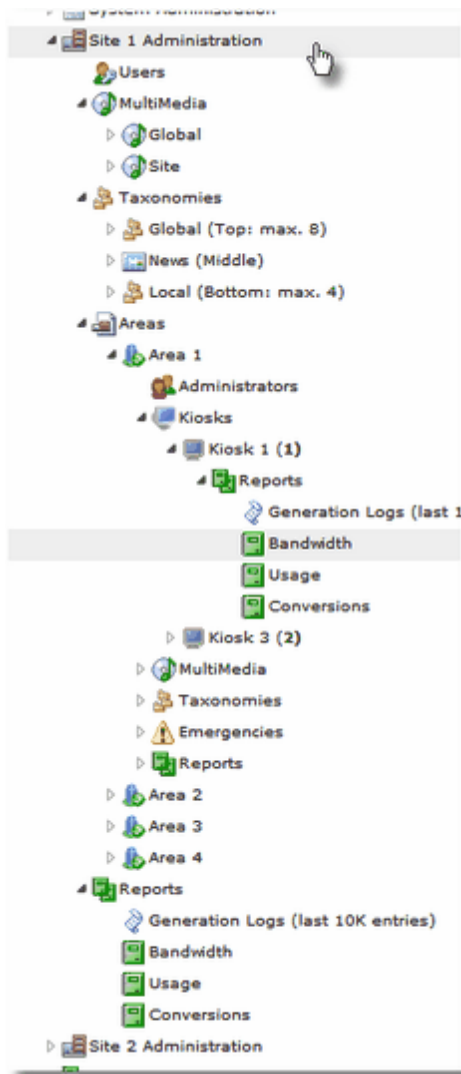 System Administration
Site 1 Administration
Users
MultiMedia
Global
Site
Taxonomies
Global (Top: max. 8)
News (Middle)
Local (Bottom: max. 4)
Areas
Area 1
Administrators
Kiosks
Kiosk 1 (1)
Reports
Generation Logs (last 1
Bandwidth
Usage
Conversions
Kiosk 3 (2)
MultiMedia
Taxonomies
Emergencies
Reports
Area 2
Area 3
Area 4
Reports
Generation Logs (last 10K entries)
Bandwidth
Usage
Conversions
Site 2 Administration